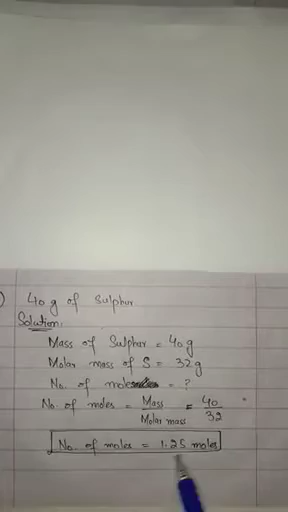 ) 40 g of Sulphur
Solution:
Mass of Sulphur = 40g
Molar mass of S = 32g
No. of moles = ?
No. of moles = Mass / Molar mass = 40 / 32
No. of moles = 1.25 moles